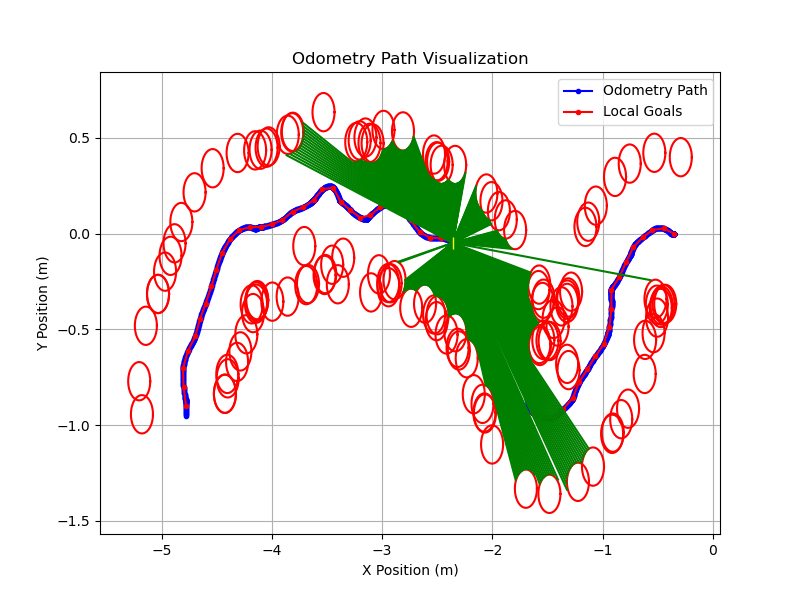 Odometry Path Visualization
Odometry Path
Local Goals
Y Position (m)
0.5
0.0
−0.5
−1.0
−1.5
−5
−4
−3
−2
−1
0
X Position (m)